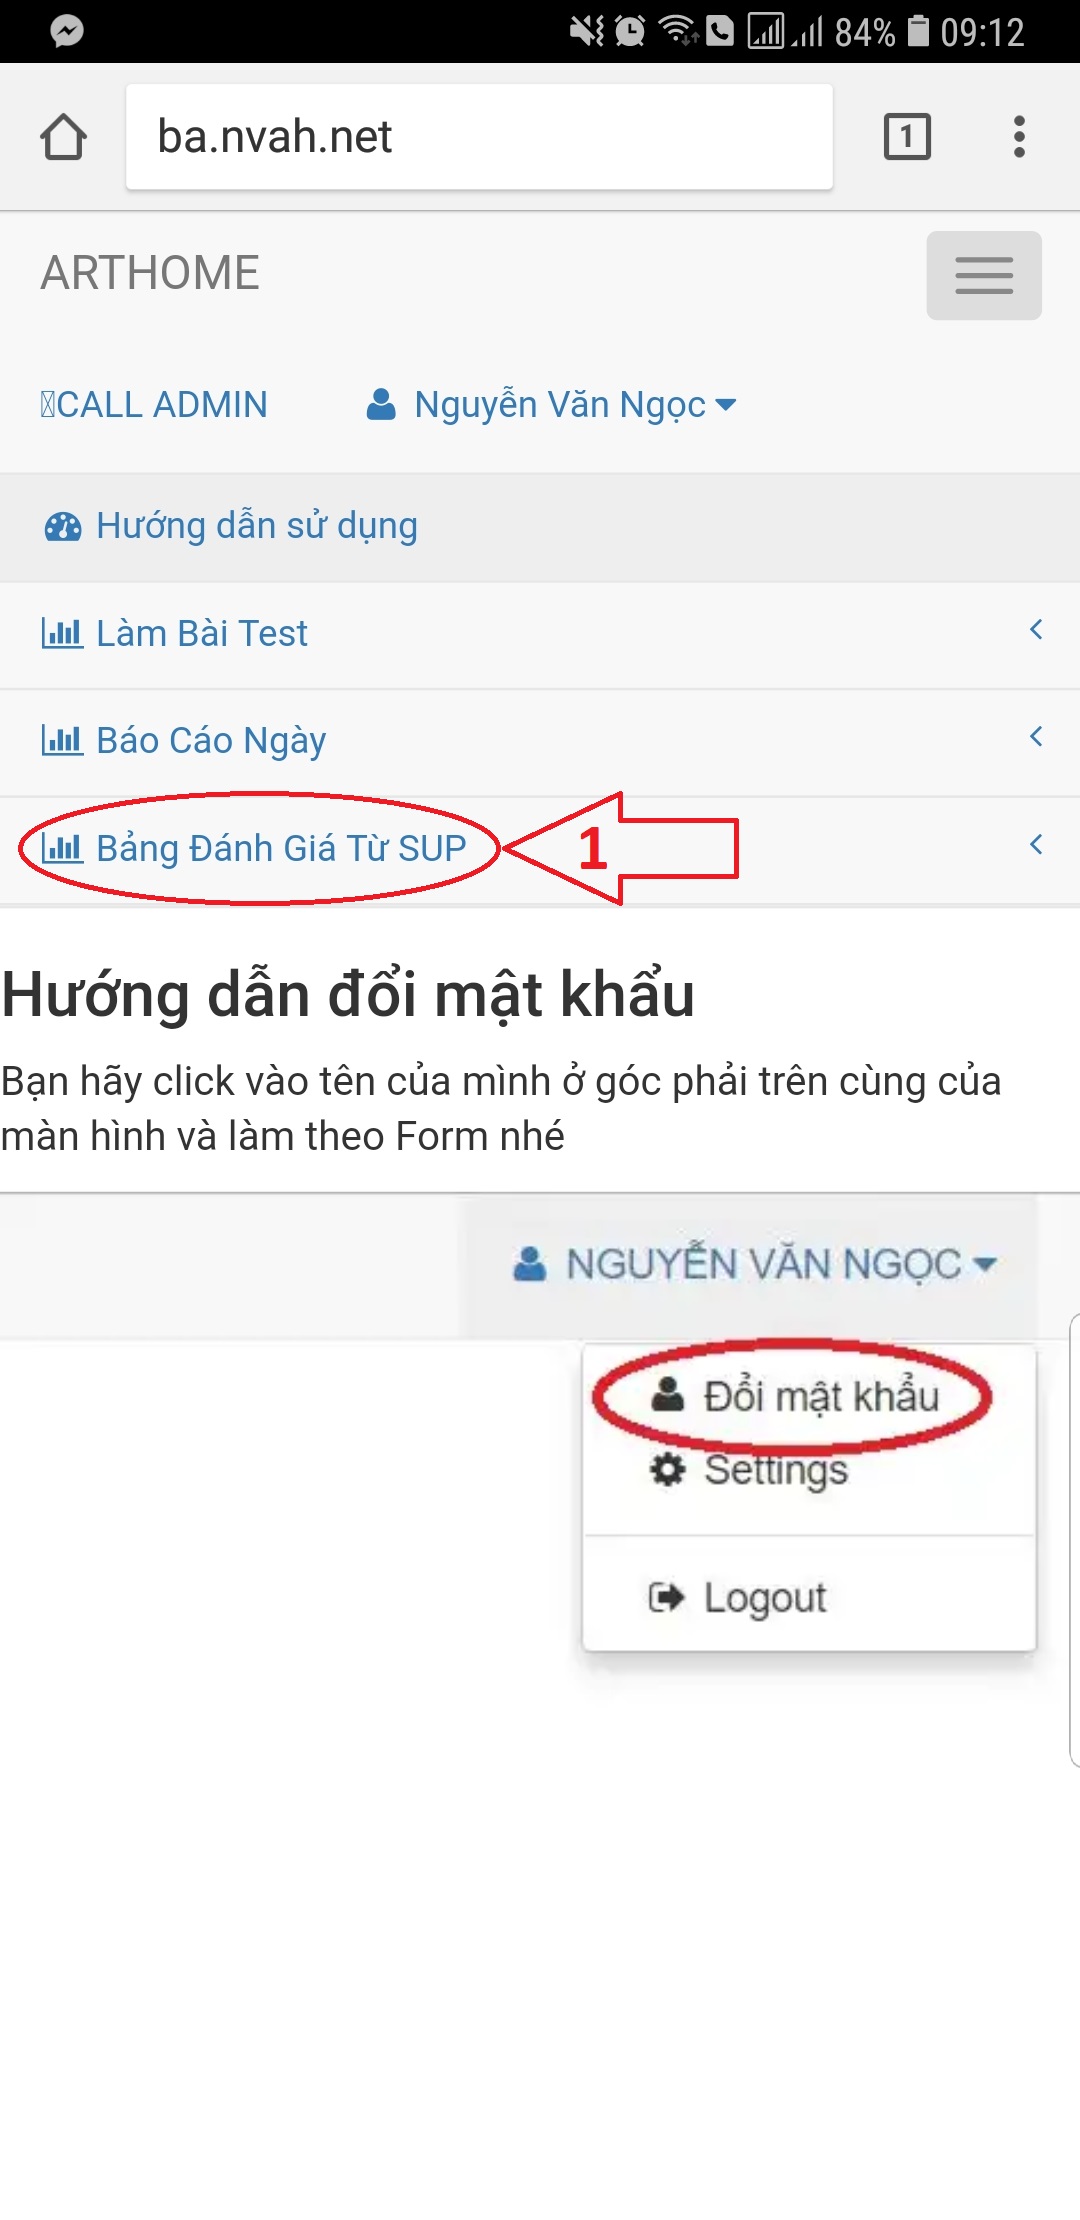 84% 09:12
ba.nvah.net
1
ARTHOME
CALL ADMIN Nguyễn Văn Ngọc
Hướng dẫn sử dụng
Làm Bài Test
Báo Cáo Ngày
Bảng Đánh Giá Từ SUP
1
Hướng dẫn đổi mật khẩu
Bạn hãy click vào tên của mình ở góc phải trên cùng của
màn hình và làm theo Form nhé
NGUYỄN VĂN NGỌC
Đổi mật khẩu
Settings
Logout